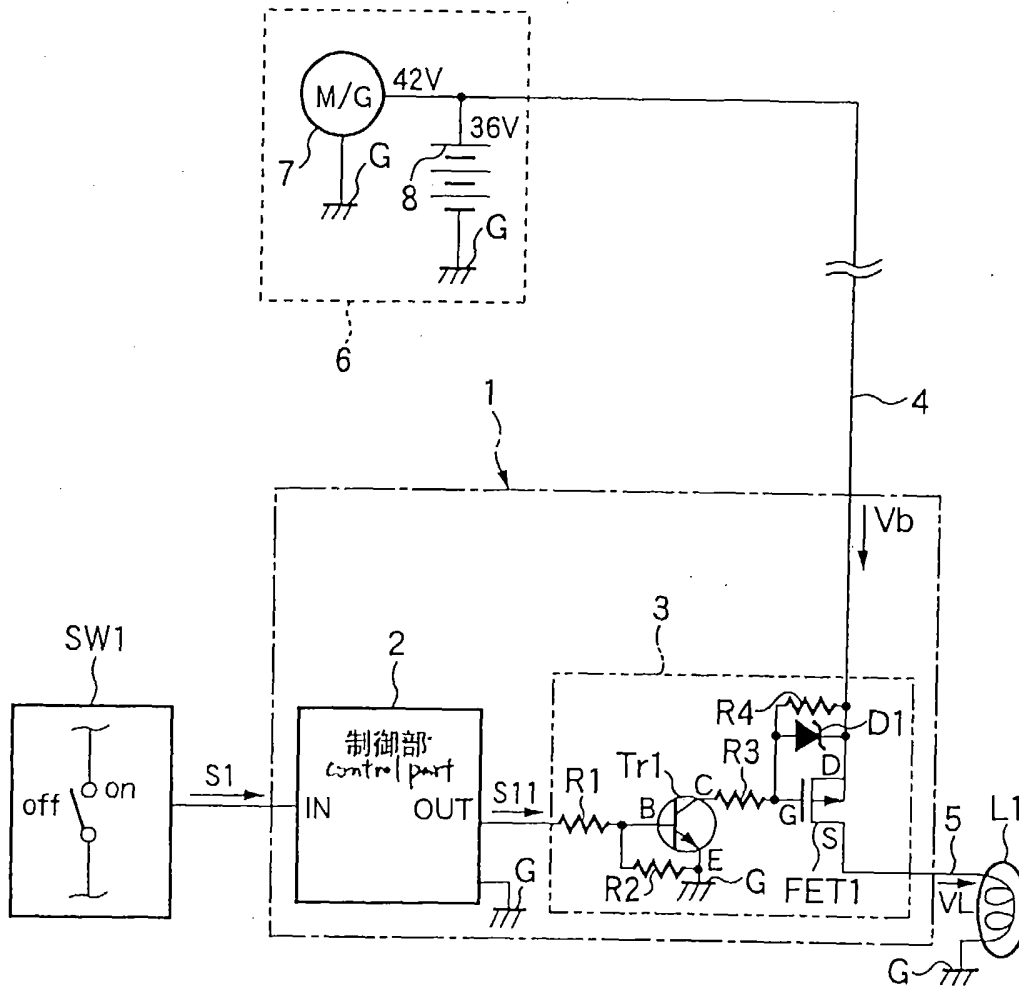 M/G
42V
36V
7
G
8
G
6
4
1
Vb
SW1
2
3
off
on
S1
制御部
control part
IN
OUT
G
S11
R1
B
Tr1
C
E
R2
G
R3
R4
D1
D
G
S
FET1
5
VL
L1
G